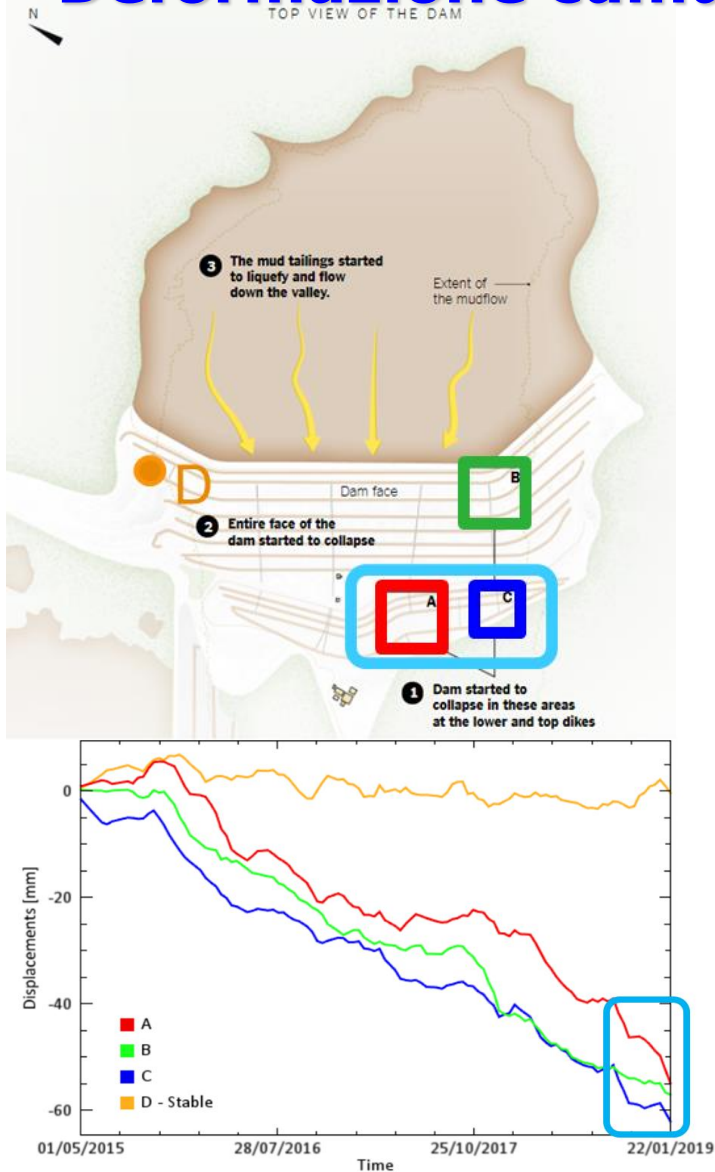 TOP VIEW OF THE DAM
N
3 The mud tailings started
to liquefy and flow
down the valley.
Extent of
the mudflow
D
B
Dam face
2 Entire face of the
dam started to collapse
A
C
1 Dam started to
collapse in these areas
at the lower and top dikes
Displacements [mm]
0
-20
-40
-60
A
B
C
D - Stable
01/05/2015
28/07/2016
25/10/2017
22/01/2019
Time